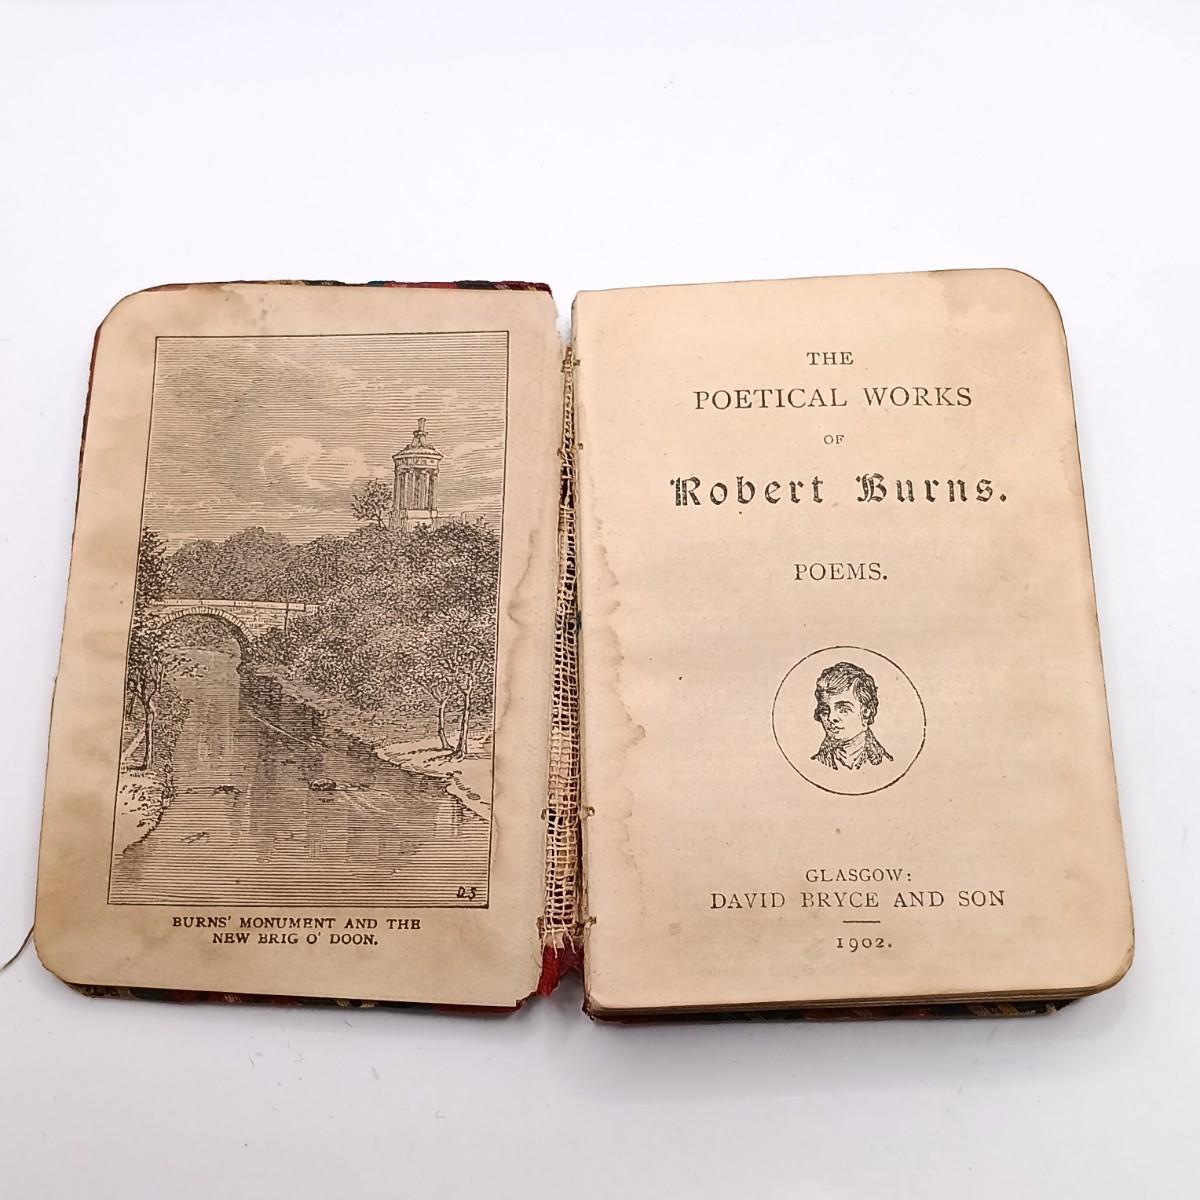 D.S
BURNS' MONUMENT AND THE
NEW BRIG O' DOON.
THE
POETICAL WORKS
OF
Robert Burns.
POEMS.
GLASGOW:
DAVID BRYCE AND SON
1902.